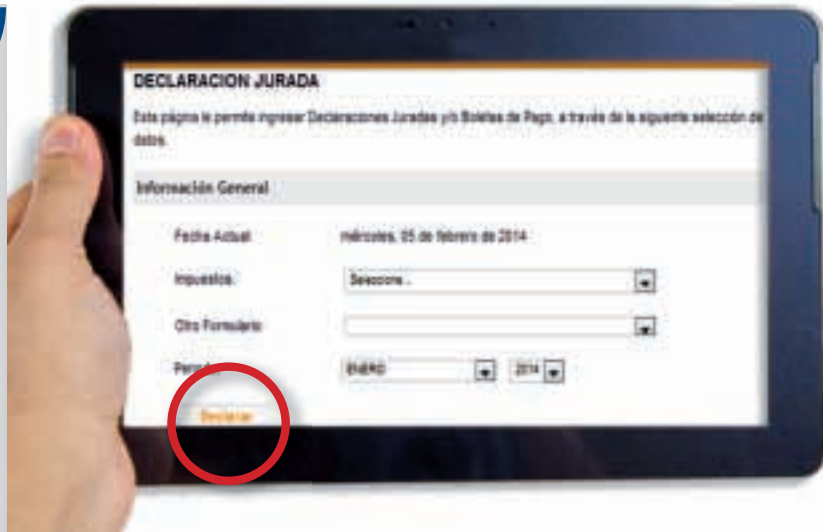 DECLARACION JURADA
Esta página le permite ingresar Declaraciones Juradas y/o Boletas de Pago, a través de la siguiente selección de
datos.
Información General
Fecha Actual: miércoles, 05 de febrero de 2014
Impuestos: Seleccione...
Otro Formulario
Periodo ENERO 2014
Declarar